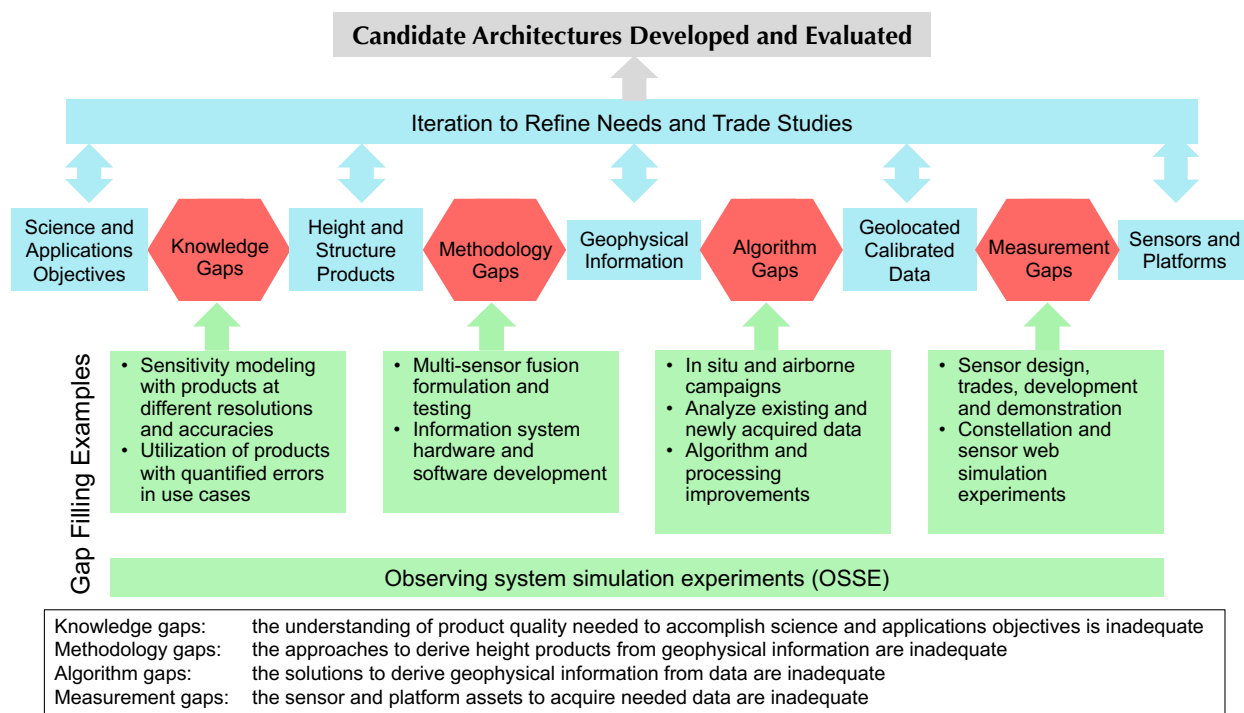 Candidate Architectures Developed and Evaluated
Iteration to Refine Needs and Trade Studies
Science and
Applications
Objectives
Knowledge
Gaps
Height and
Structure
Products
Methodology
Gaps
Geophysical
Information
Algorithm
Gaps
Geolocated
Calibrated
Data
Measurement
Gaps
Sensors and
Platforms
Gap Filling Examples
• Sensitivity modeling
with products at
different resolutions
and accuracies
• Utilization of products
with quantified errors
in use cases
• Multi-sensor fusion
formulation and
testing
• Information system
hardware and
software development
• In situ and airborne
campaigns
• Analyze existing and
newly acquired data
• Algorithm and
processing
improvements
• Sensor design,
trades, development
and demonstration
• Constellation and
sensor web
simulation
experiments
Observing system simulation experiments (OSSE)
Knowledge gaps: the understanding of product quality needed to accomplish science and applications objectives is inadequate
Methodology gaps: the approaches to derive height products from geophysical information are inadequate
Algorithm gaps: the solutions to derive geophysical information from data are inadequate
Measurement gaps: the sensor and platform assets to acquire needed data are inadequate